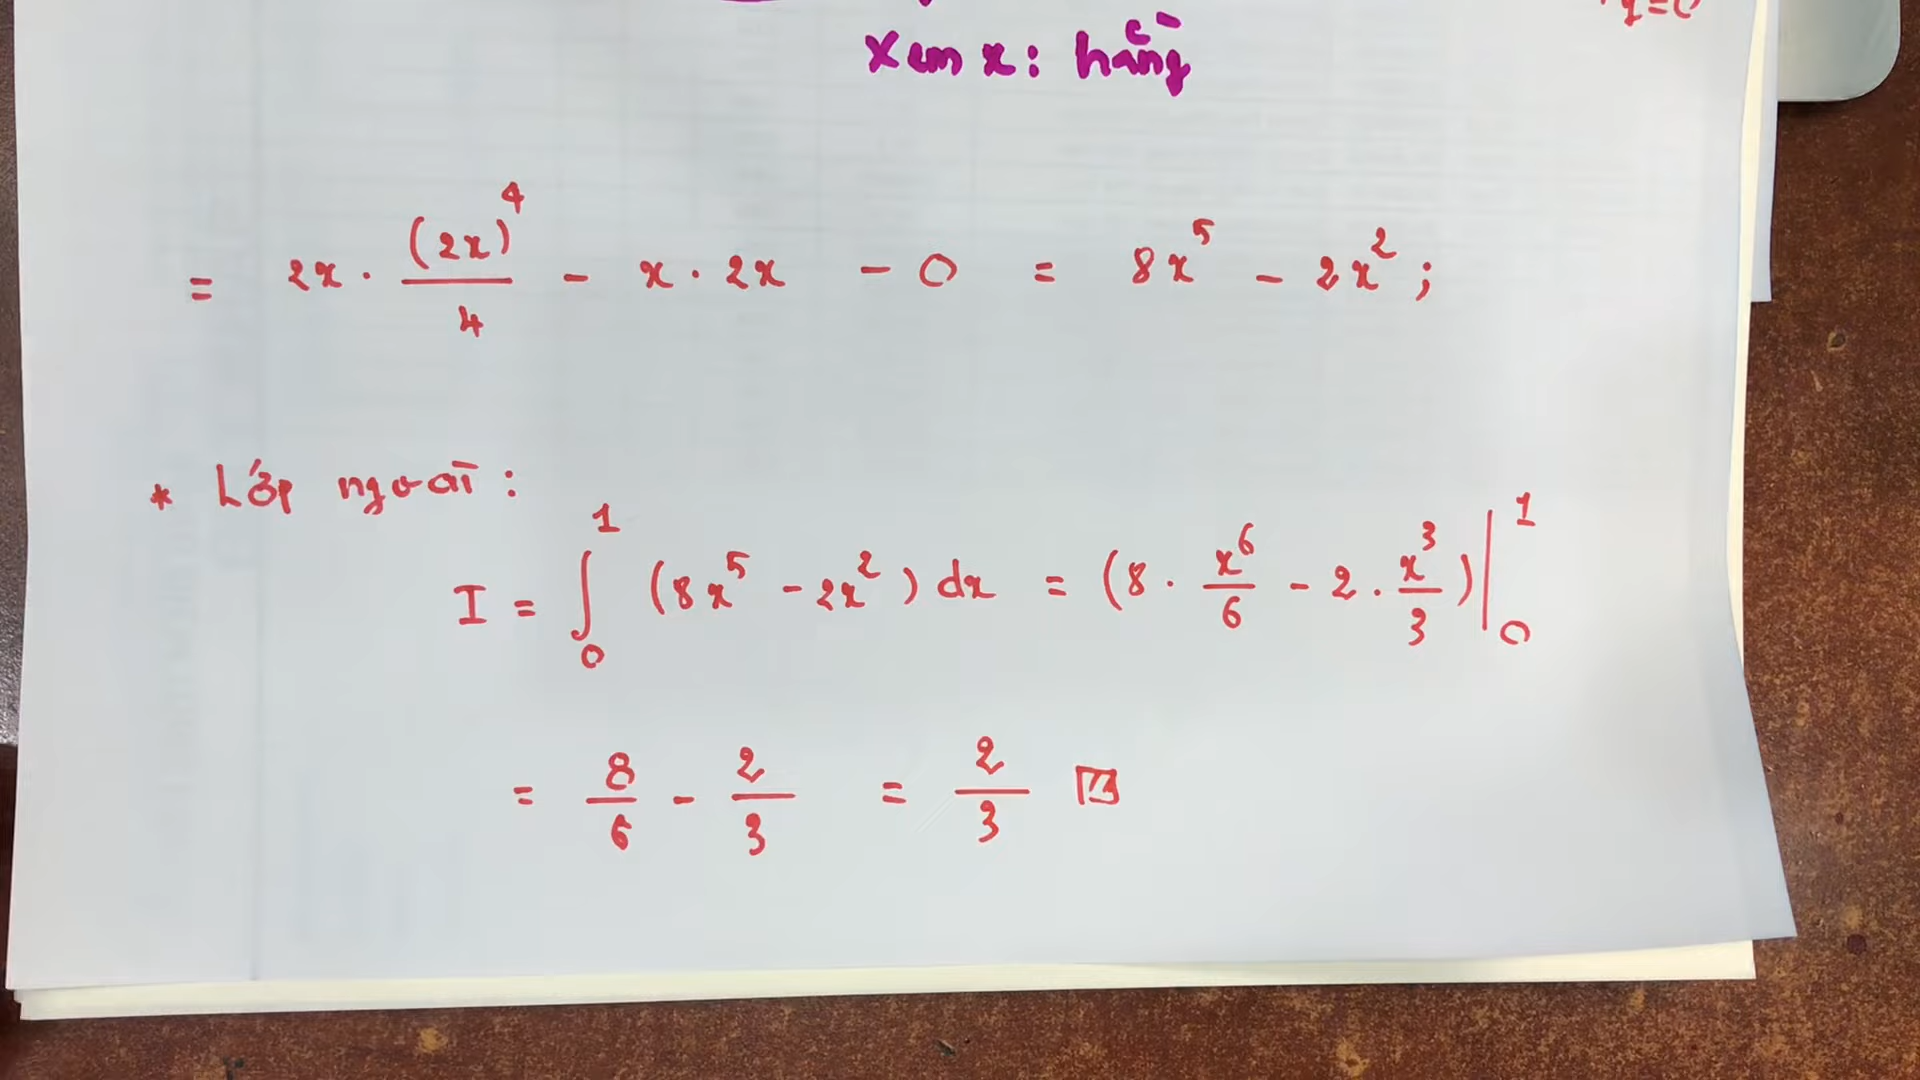 y=0
Xem x: hằng
= 2x · (2x)^4/4 - x · 2x - 0 = 8x^5 - 2x^2 ;
* Lớp ngoài :
I = ∫_0^1 (8x^5 - 2x^2) dx = (8 · x^6/6 - 2 · x^3/3)|_0^1
= 8/6 - 2/3 = 2/3